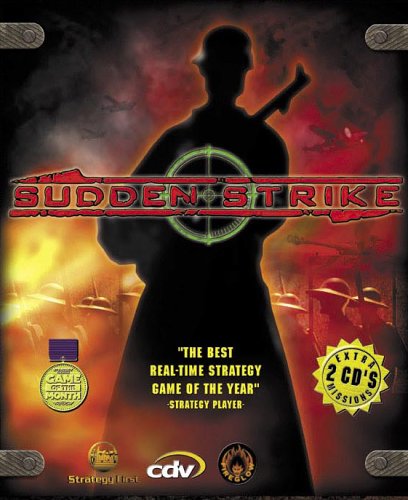 SUDDEN STRIKE
"THE BEST
REAL-TIME STRATEGY
GAME OF THE YEAR"
-STRATEGY PLAYER-
GAME
OF THE
MONTH
EXTRA
2 CD'S
MISSIONS
Strategy First
cdv
FIREGLOW